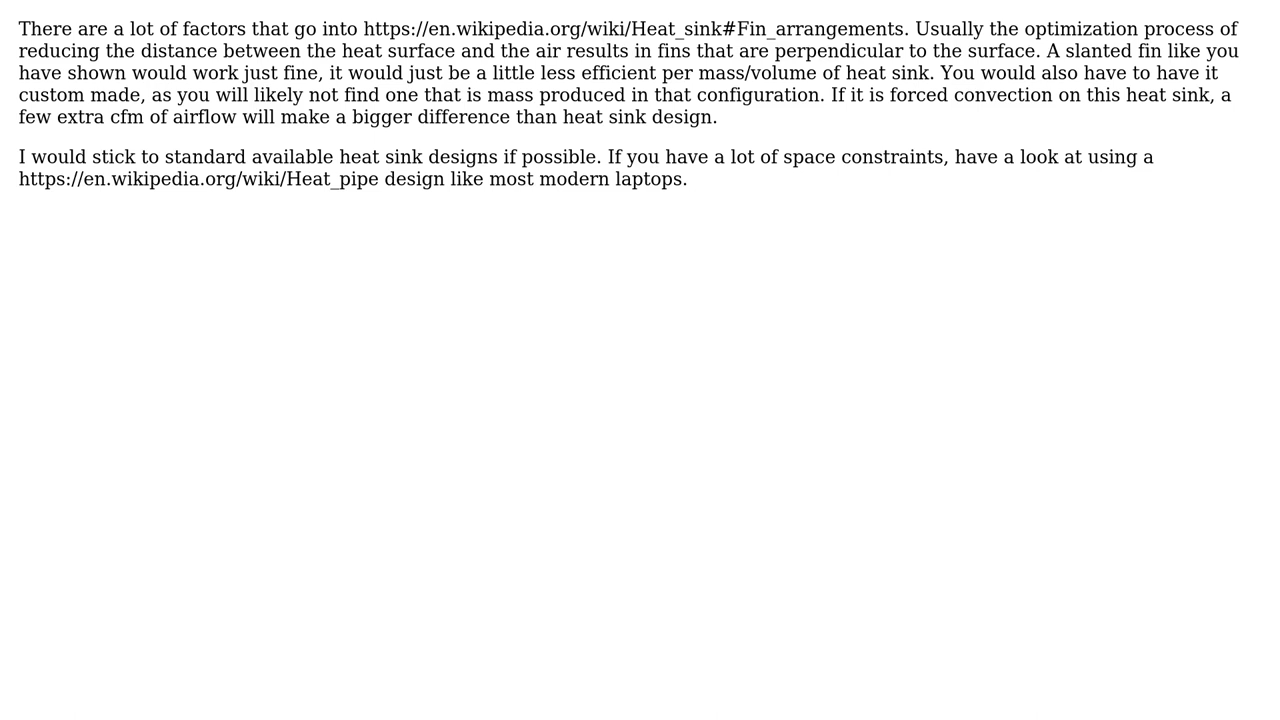 There are a lot of factors that go into https://en.wikipedia.org/wiki/Heat_sink#Fin_arrangements. Usually the optimization process of
reducing the distance between the heat surface and the air results in fins that are perpendicular to the surface. A slanted fin like you
have shown would work just fine, it would just be a little less efficient per mass/volume of heat sink. You would also have to have it
custom made, as you will likely not find one that is mass produced in that configuration. If it is forced convection on this heat sink, a
few extra cfm of airflow will make a bigger difference than heat sink design.
I would stick to standard available heat sink designs if possible. If you have a lot of space constraints, have a look at using a
https://en.wikipedia.org/wiki/Heat_pipe design like most modern laptops.